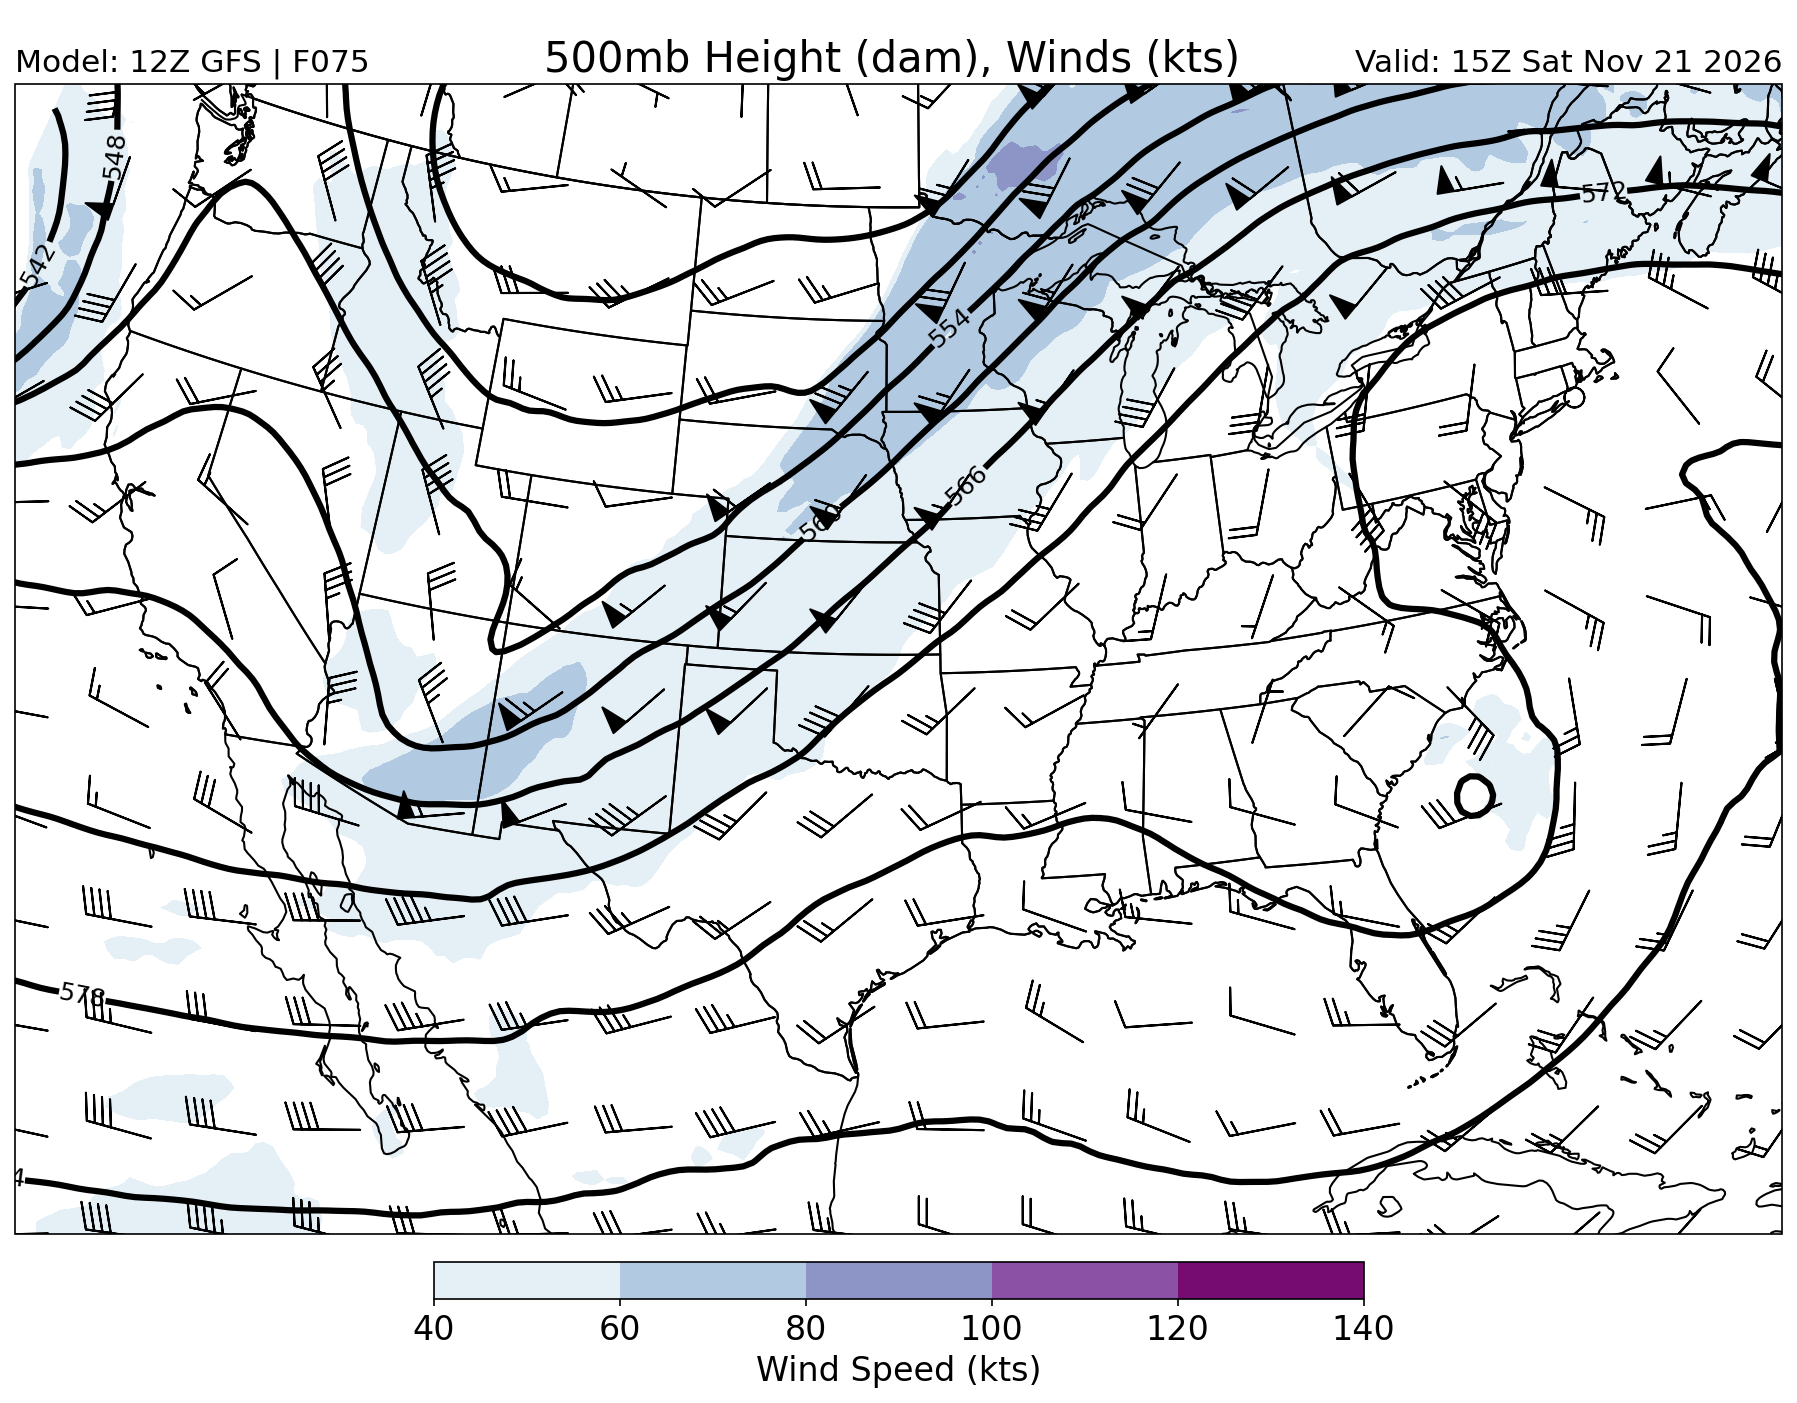 Model: 12Z GFS | F075
500mb Height (dam), Winds (kts)
Valid: 15Z Sat Nov 21 2026
548
542
572
554
566
560
578
4
40 60 80 100 120 140
Wind Speed (kts)